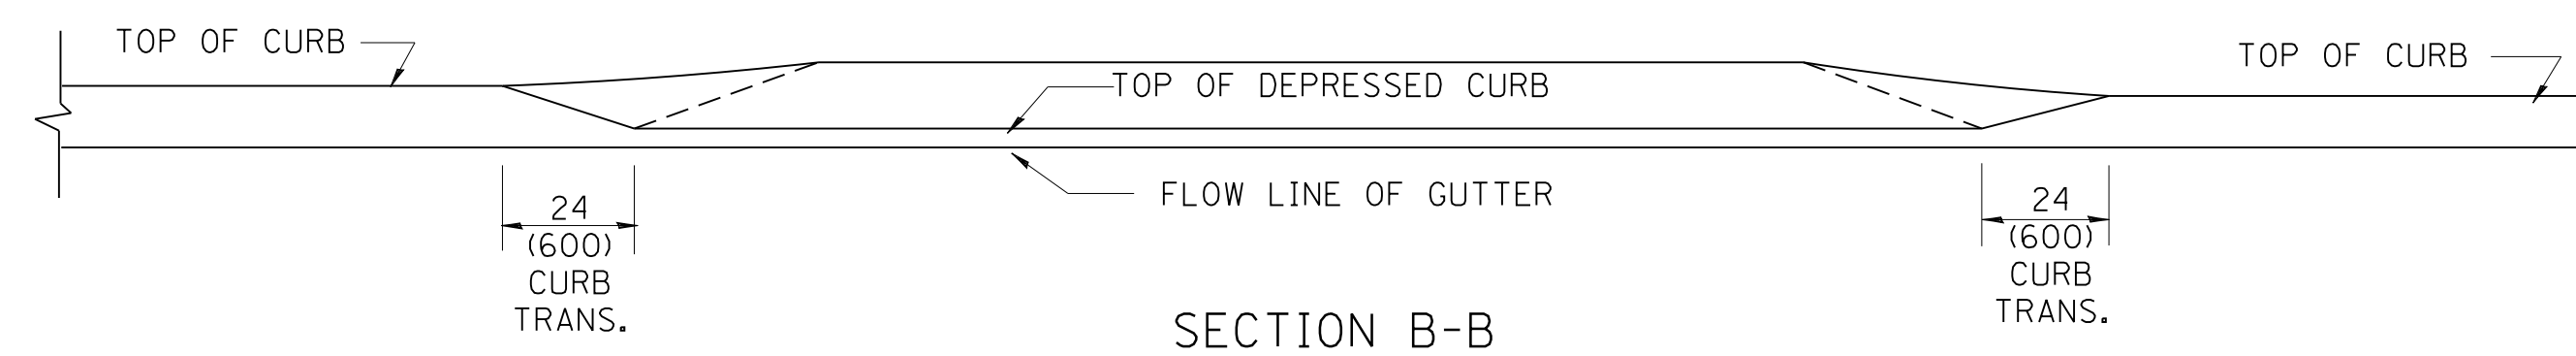 TOP OF CURB
TOP OF CURB
TOP OF DEPRESSED CURB
FLOW LINE OF GUTTER
24
(600)
CURB
TRANS.
24
(600)
CURB
TRANS.
SECTION B-B